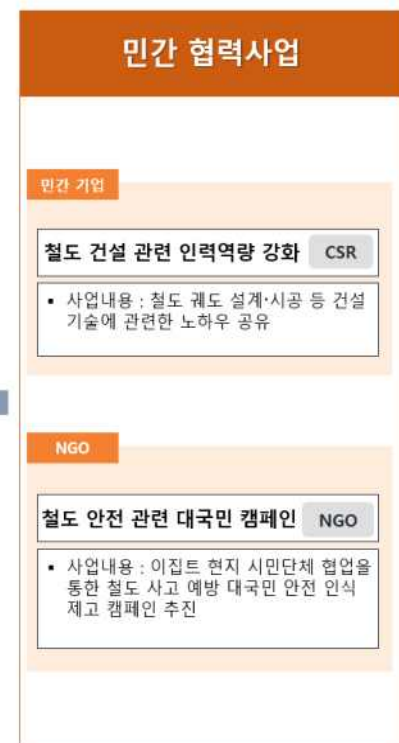 민간 협력사업
민간 기업
철도 건설 관련 인력역량 강화 CSR
▪ 사업내용 : 철도 궤도 설계·시공 등 건설
기술에 관련한 노하우 공유
NGO
철도 안전 관련 대국민 캠페인 NGO
▪ 사업내용 : 이집트 현지 시민단체 협업을
통한 철도 사고 예방 대국민 안전 인식
제고 캠페인 추진